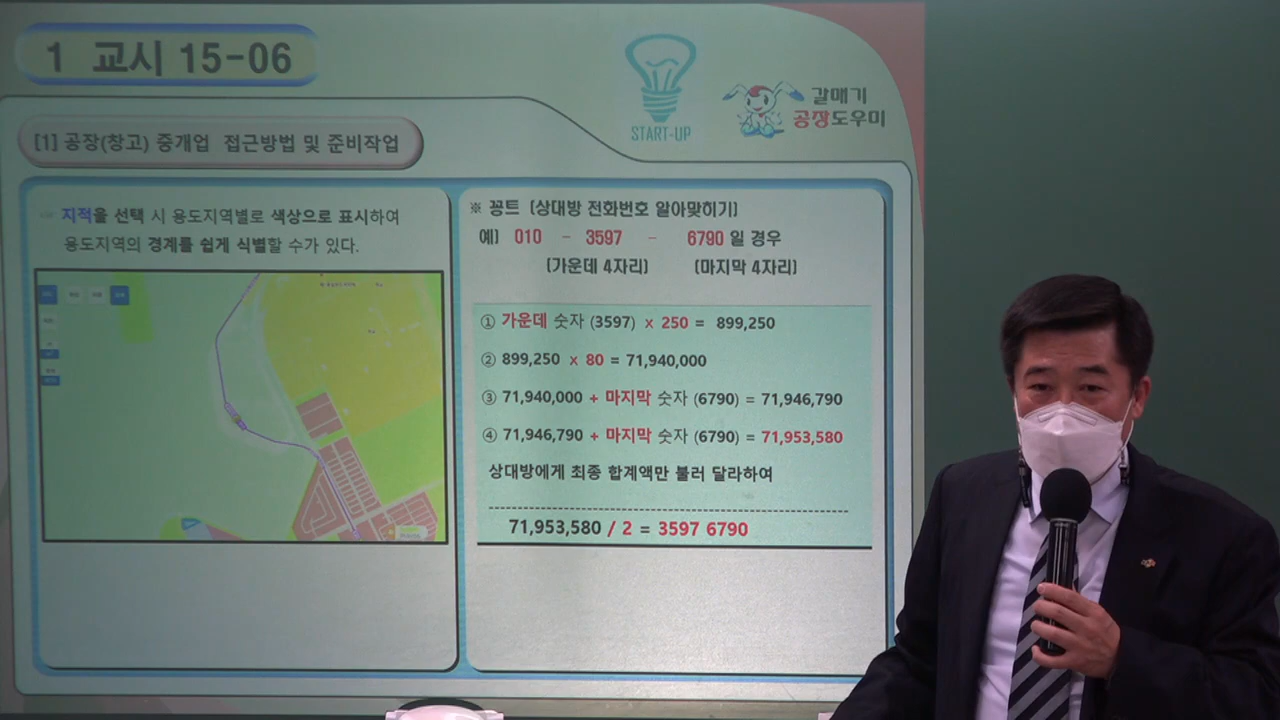 1 교시 15-06
START-UP
갈매기
공장도우미
[1] 공장(창고) 중개업 접근방법 및 준비작업
☞ 지적을 선택 시 용도지역별로 색상으로 표시하여
용도지역의 경계를 쉽게 식별할 수가 있다.
※ 꽁트 (상대방 전화번호 알아맞히기)
예) 010 - 3597 - 6790 일 경우
(가운데 4자리) (마지막 4자리)
① 가운데 숫자 (3597) x 250 = 899,250
② 899,250 x 80 = 71,940,000
③ 71,940,000 + 마지막 숫자 (6790) = 71,946,790
④ 71,946,790 + 마지막 숫자 (6790) = 71,953,580
상대방에게 최종 합계액만 불러 달라하여
71,953,580 / 2 = 3597 6790